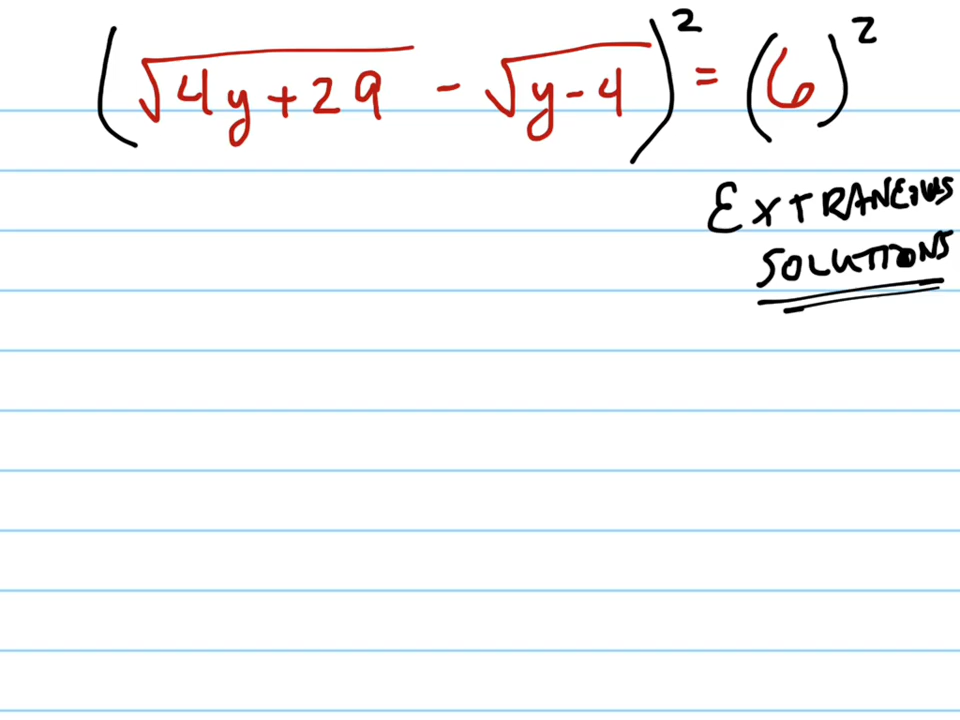 (√4y+29 - √y-4)² = (6)²
EXTRANEOUS
SOLUTIONS